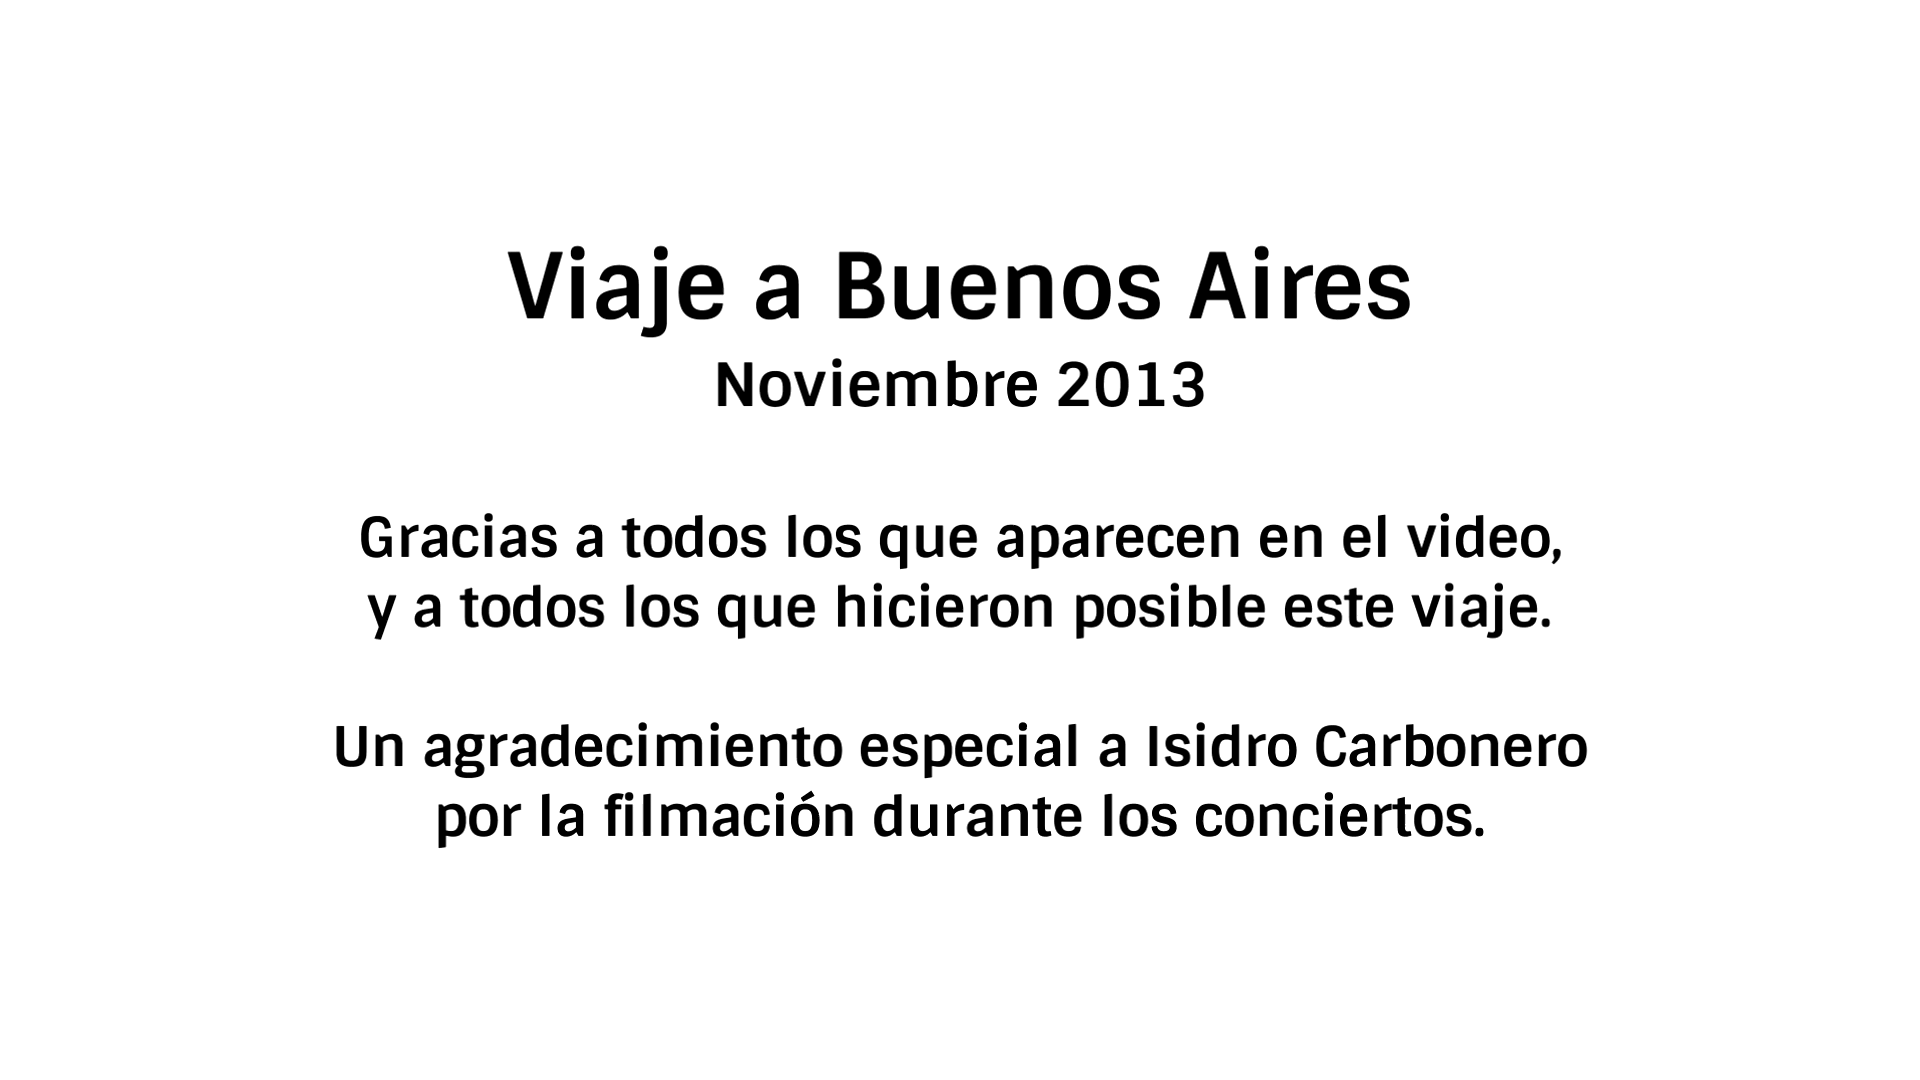 Viaje a Buenos Aires
Noviembre 2013
Gracias a todos los que aparecen en el video,
y a todos los que hicieron posible este viaje.
Un agradecimiento especial a Isidro Carbonero
por la filmación durante los conciertos.